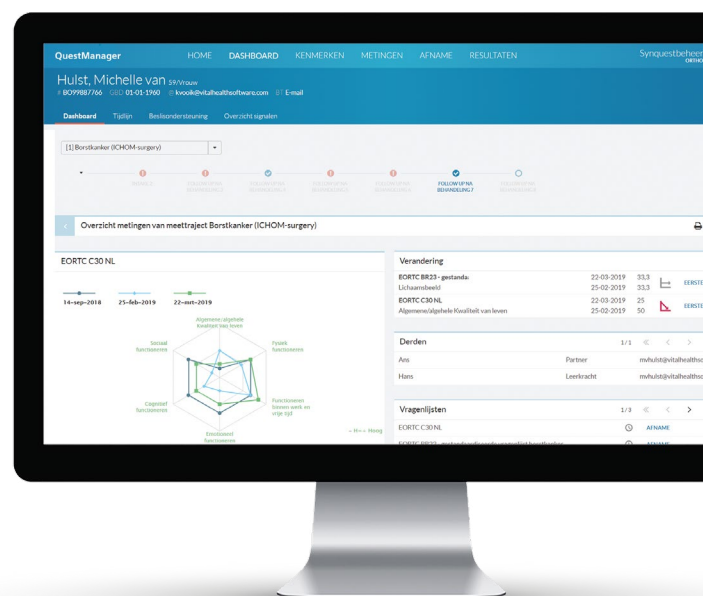 QuestManager HOME DASHBOARD KENMERKEN METINGEN AFNAME RESULTATEN Synquestbeheer
ORTHO
Hulst, Michelle van 59/Vrouw
# BO99887766 GBD 01-01-1960 @ kvooik@vitalhealthsoftware.com BT E-mail
Dashboard Tijdlijn Beslisondersteuning Overzicht signalen
[1] Borstkanker (ICHOM-surgery)
FOLLOW UP NA
BEHANDELING 7
Overzicht metingen van meettraject Borstkanker (ICHOM-surgery)
EORTC C30 NL
14-sep-2018 25-feb-2019 22-mrt-2019
Algemene/algehele
Kwaliteit van leven
Sociaal
functioneren
Fysiek
functioneren
Cognitief
functioneren
Functioneren
binnen werk en
vrije tijd
Emotioneel
functioneren
Hoog
Verandering
EORTC BR23 - gestanda: 22-03-2019 33,3
Lichaamsbeeld 25-02-2019 33,3 EERSTE
EORTC C30 NL 22-03-2019 25
Algemene/algehele Kwaliteit van leven 25-02-2019 50 EERSTE
Derden 1/1
Ans Partner mvhulst@vitalhealthso
Hans Leerkracht mvhulst@vitalhealthso
Vragenlijsten 1/3
EORTC C30 NL AFNAME